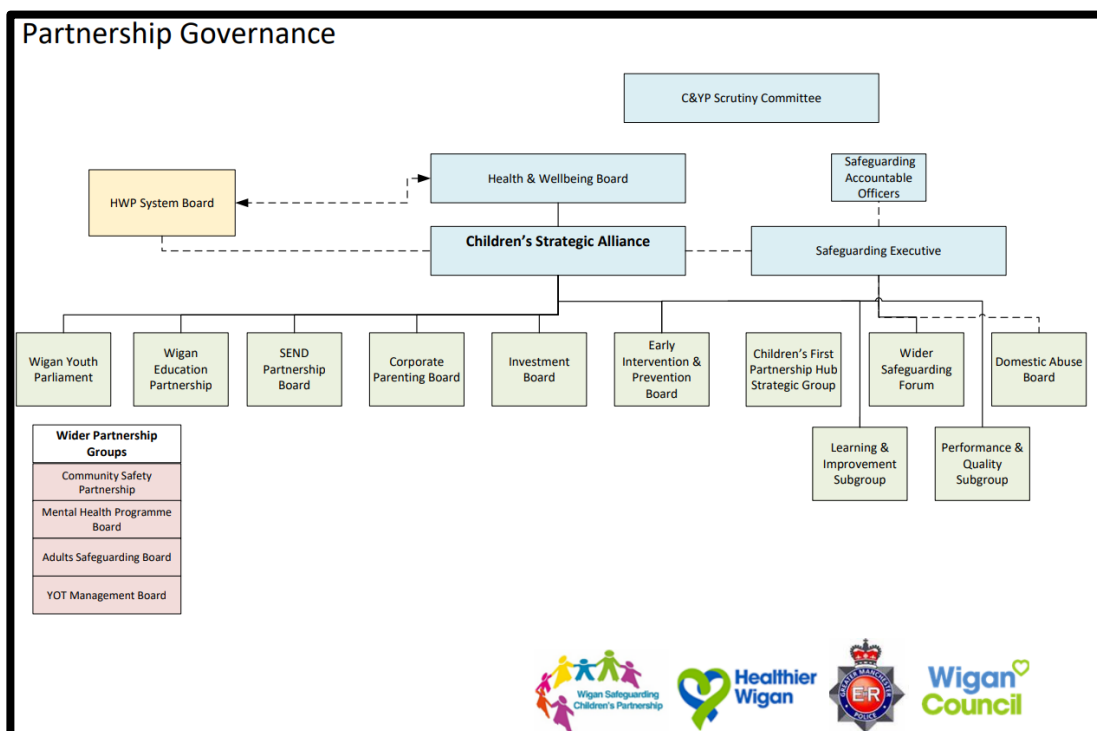 Partnership Governance
C&YP Scrutiny Committee
Health & Wellbeing Board
Safeguarding
Accountable
Officers
HWP System Board
Children’s Strategic Alliance
Safeguarding Executive
Wigan Youth
Parliament
Wigan
Education
Partnership
SEND
Partnership
Board
Corporate
Parenting Board
Investment
Board
Early
Intervention &
Prevention
Board
Children’s First
Partnership Hub
Strategic Group
Wider
Safeguarding
Forum
Domestic Abuse
Board
Wider Partnership
Groups
Community Safety
Partnership
Mental Health Programme
Board
Adults Safeguarding Board
YOT Management Board
Learning &
Improvement
Subgroup
Performance &
Quality
Subgroup
Wigan Safeguarding
Children's Partnership
Healthier
Wigan
GREATER MANCHESTER
POLICE
E R
Wigan
Council